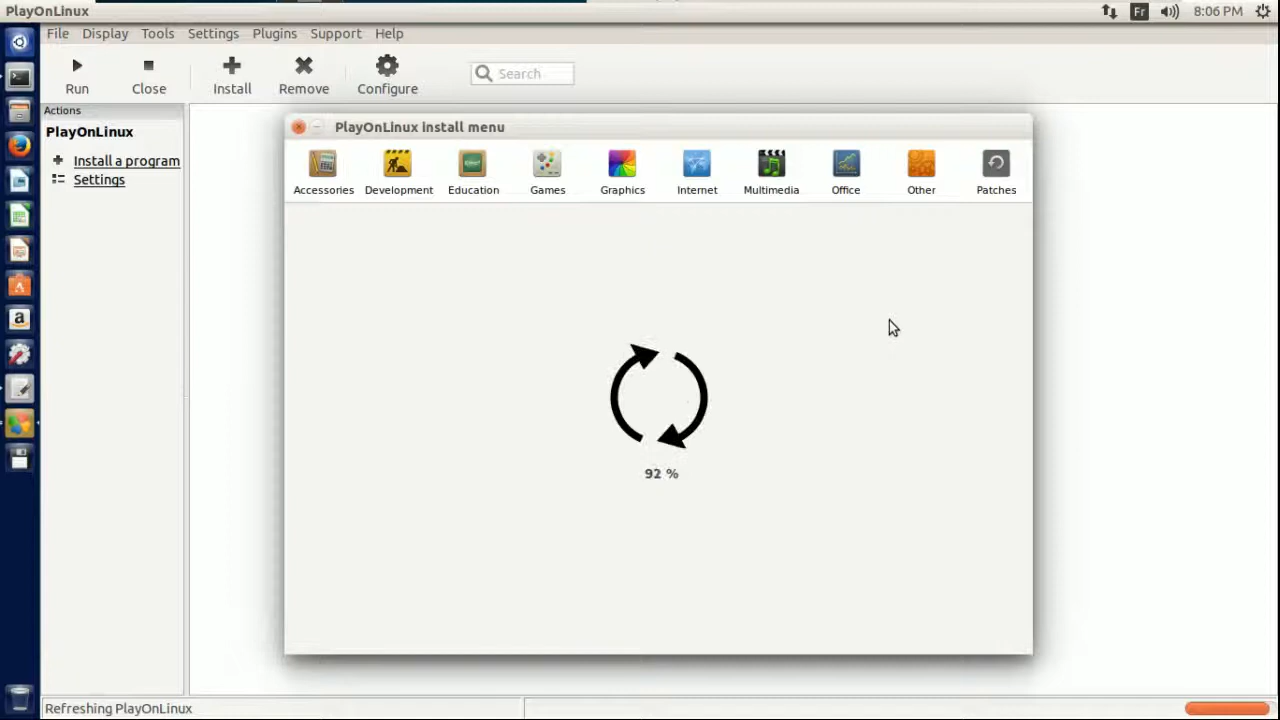 PlayOnLinux
Fr
8:06 PM
File Display Tools Settings Plugins Support Help
Run Close Install Remove Configure
Search
Actions
PlayOnLinux
Install a program
Settings
PlayOnLinux install menu
Accessories Development Education Games Graphics Internet Multimedia Office Other Patches
92 %
Refreshing PlayOnLinux